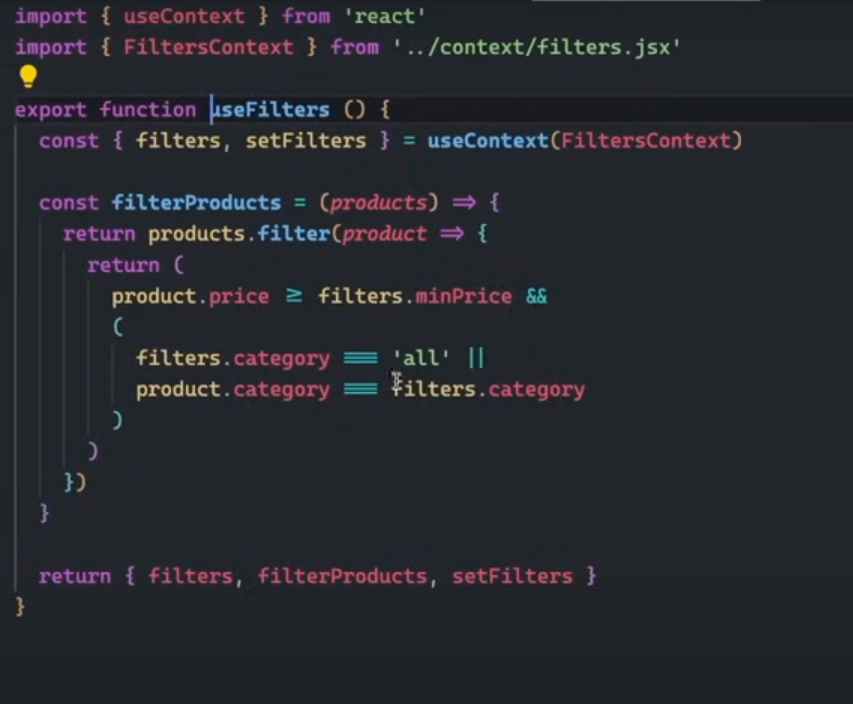 import { useContext } from 'react'
import { FiltersContext } from '../context/filters.jsx'
export function useFilters () {
const { filters, setFilters } = useContext(FiltersContext)
const filterProducts = (products) => {
return products.filter(product => {
return (
product.price >= filters.minPrice &&
(
filters.category === 'all' ||
product.category === filters.category
)
)
})
}
return { filters, filterProducts, setFilters }
}